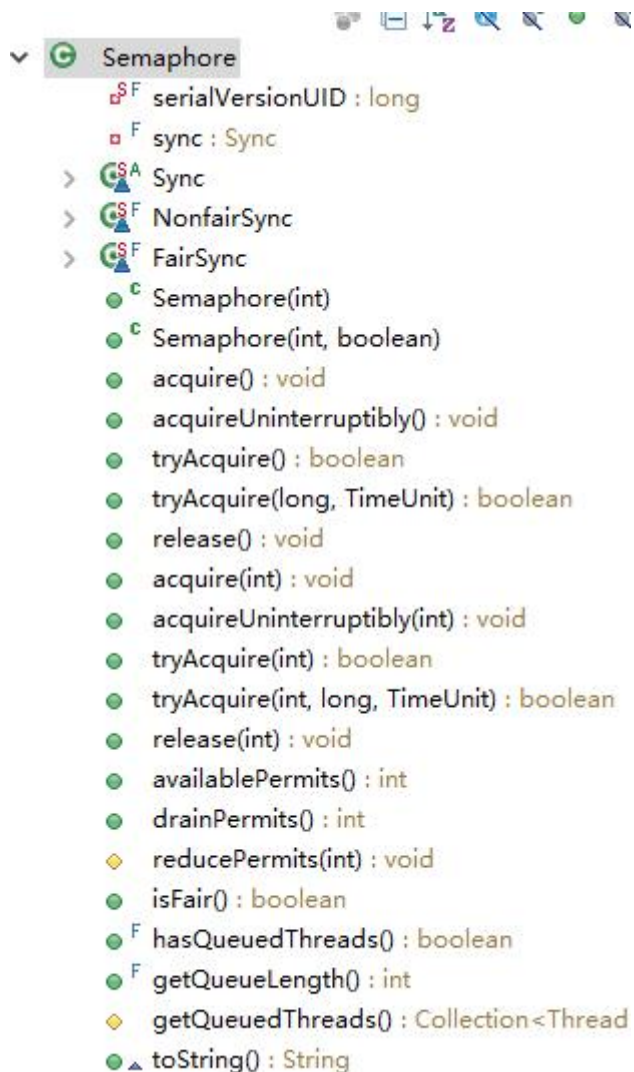 Semaphore
S F serialVersionUID : long
F sync : Sync
S A Sync
S F NonfairSync
S F FairSync
C Semaphore(int)
C Semaphore(int, boolean)
acquire() : void
acquireUninterruptibly() : void
tryAcquire() : boolean
tryAcquire(long, TimeUnit) : boolean
release() : void
acquire(int) : void
acquireUninterruptibly(int) : void
tryAcquire(int) : boolean
tryAcquire(int, long, TimeUnit) : boolean
release(int) : void
availablePermits() : int
drainPermits() : int
reducePermits(int) : void
isFair() : boolean
F hasQueuedThreads() : boolean
F getQueueLength() : int
getQueuedThreads() : Collection<Thread
toString() : String